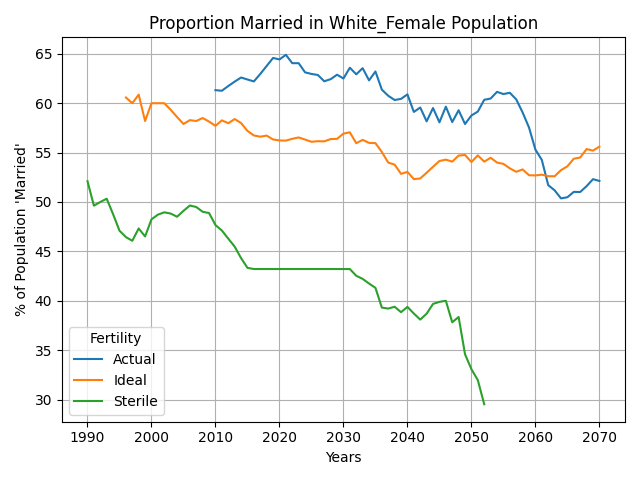 Proportion Married in White_Female Population
% of Population 'Married'
65
60
55
50
45
40
35
30
Fertility
Actual
Ideal
Sterile
1990 2000 2010 2020 2030 2040 2050 2060 2070
Years